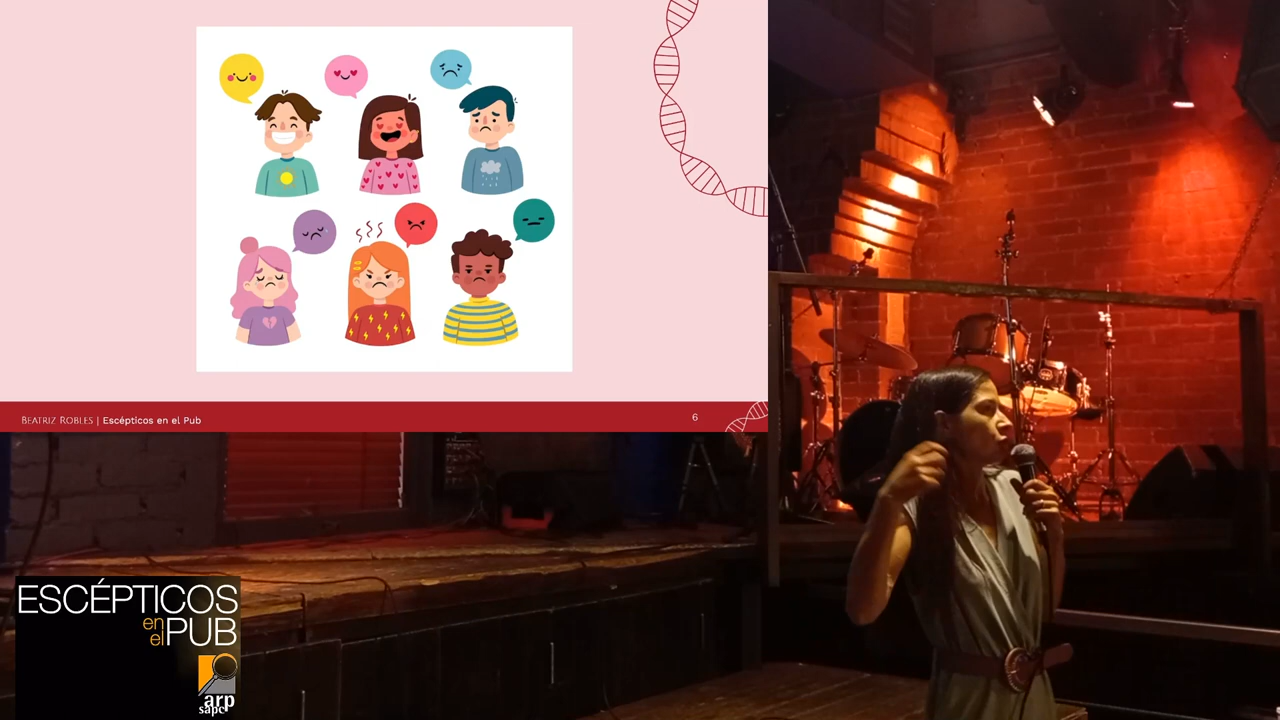 BEATRIZ ROBLES | Escépticos en el Pub
6
ESCÉPTICOS
en
el PUB
arp
sapc